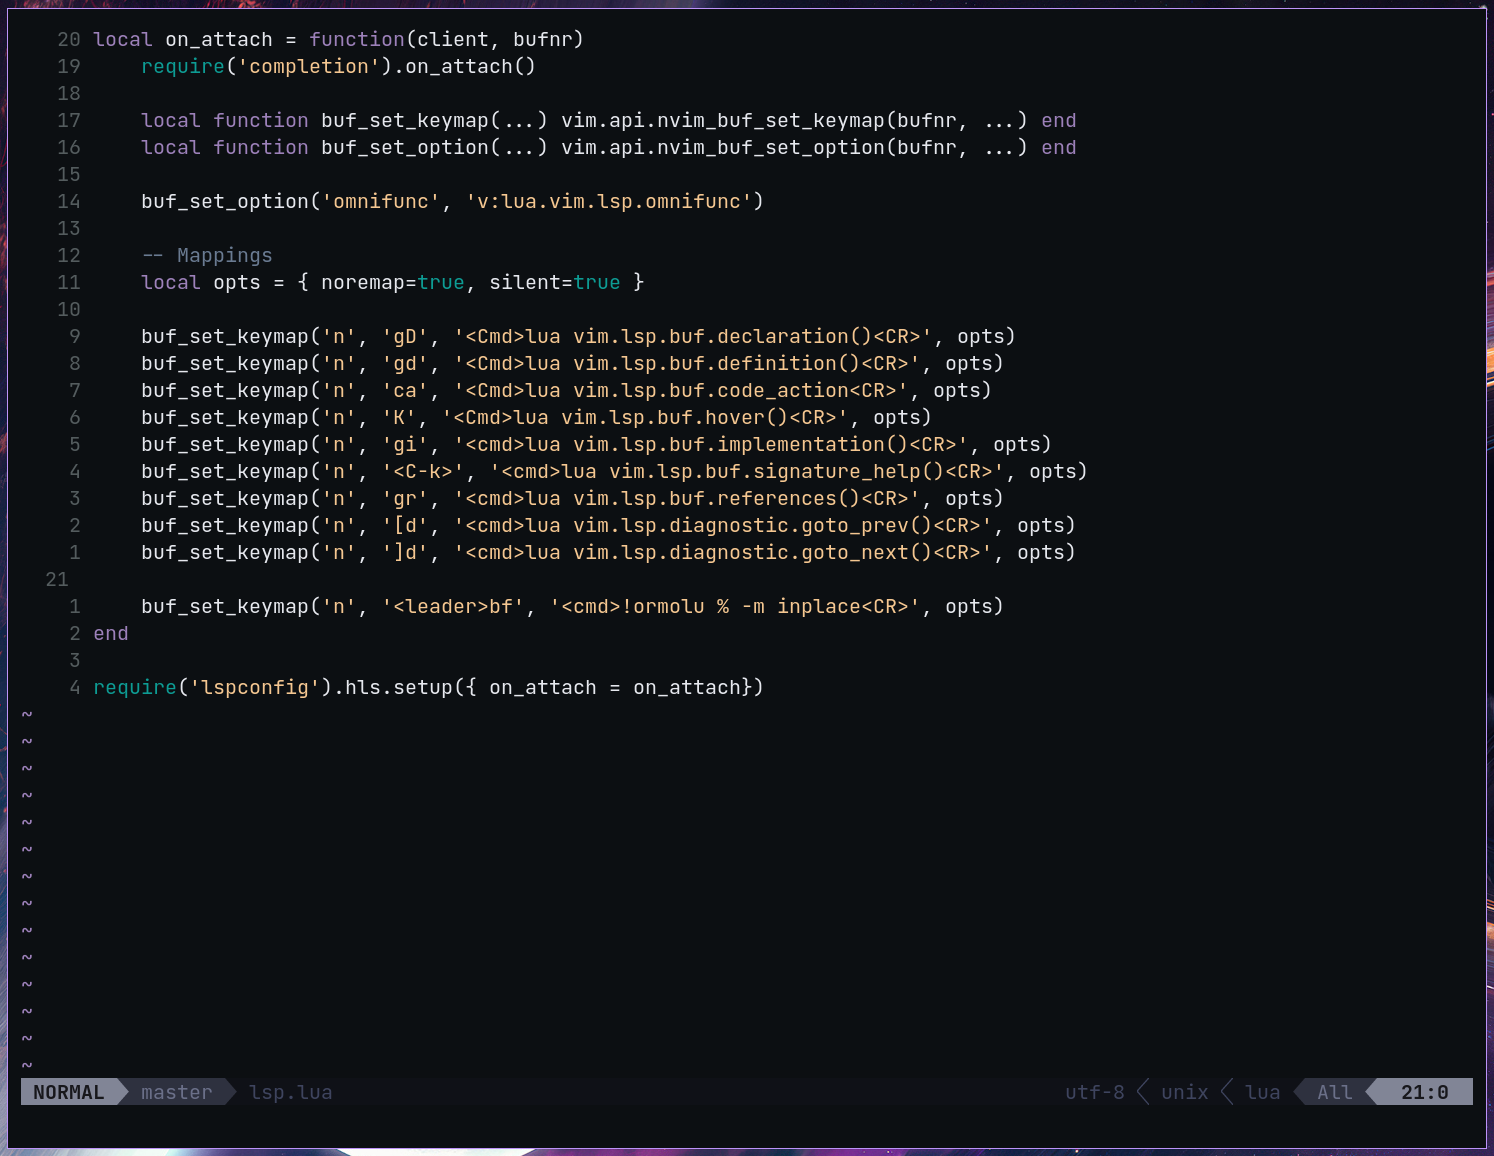 20 local on_attach = function(client, bufnr)
19     require('completion').on_attach()
18
17     local function buf_set_keymap(...) vim.api.nvim_buf_set_keymap(bufnr, ...) end
16     local function buf_set_option(...) vim.api.nvim_buf_set_option(bufnr, ...) end
15
14     buf_set_option('omnifunc', 'v:lua.vim.lsp.omnifunc')
13
12     -- Mappings
11     local opts = { noremap=true, silent=true }
10
9     buf_set_keymap('n', 'gD', '<Cmd>lua vim.lsp.buf.declaration()<CR>', opts)
8     buf_set_keymap('n', 'gd', '<Cmd>lua vim.lsp.buf.definition()<CR>', opts)
7     buf_set_keymap('n', 'ca', '<Cmd>lua vim.lsp.buf.code_action<CR>', opts)
6     buf_set_keymap('n', 'K', '<Cmd>lua vim.lsp.buf.hover()<CR>', opts)
5     buf_set_keymap('n', 'gi', '<cmd>lua vim.lsp.buf.implementation()<CR>', opts)
4     buf_set_keymap('n', '<C-k>', '<cmd>lua vim.lsp.buf.signature_help()<CR>', opts)
3     buf_set_keymap('n', 'gr', '<cmd>lua vim.lsp.buf.references()<CR>', opts)
2     buf_set_keymap('n', '[d', '<cmd>lua vim.lsp.diagnostic.goto_prev()<CR>', opts)
1     buf_set_keymap('n', ']d', '<cmd>lua vim.lsp.diagnostic.goto_next()<CR>', opts)
21
1     buf_set_keymap('n', '<leader>bf', '<cmd>!ormolu % -m inplace<CR>', opts)
2 end
3
4 require('lspconfig').hls.setup({ on_attach = on_attach})
~
~
~
~
~
~
~
~
~
~
~
~
~
~
NORMAL master lsp.lua utf-8 unix lua All 21:0